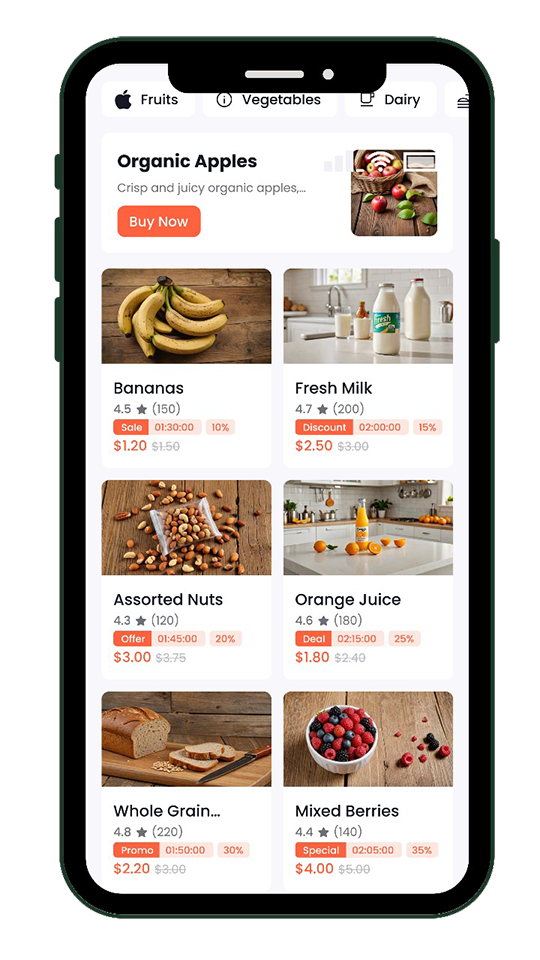 Fruits
Vegetables
Dairy
Organic Apples
Crisp and juicy organic apples,...
Buy Now
fresh
Bananas
4.5 ★ (150)
Sale 01:30:00 10%
$1.20 $1.50
Fresh Milk
4.7 ★ (200)
Discount 02:00:00 15%
$2.50 $3.00
Assorted Nuts
4.3 ★ (120)
Offer 01:45:00 20%
$3.00 $3.75
Orange Juice
4.6 ★ (180)
Deal 02:15:00 25%
$1.80 $2.40
Whole Grain...
4.8 ★ (220)
Promo 01:50:00 30%
$2.20 $3.00
Mixed Berries
4.4 ★ (140)
Special 02:05:00 35%
$4.00 $5.00